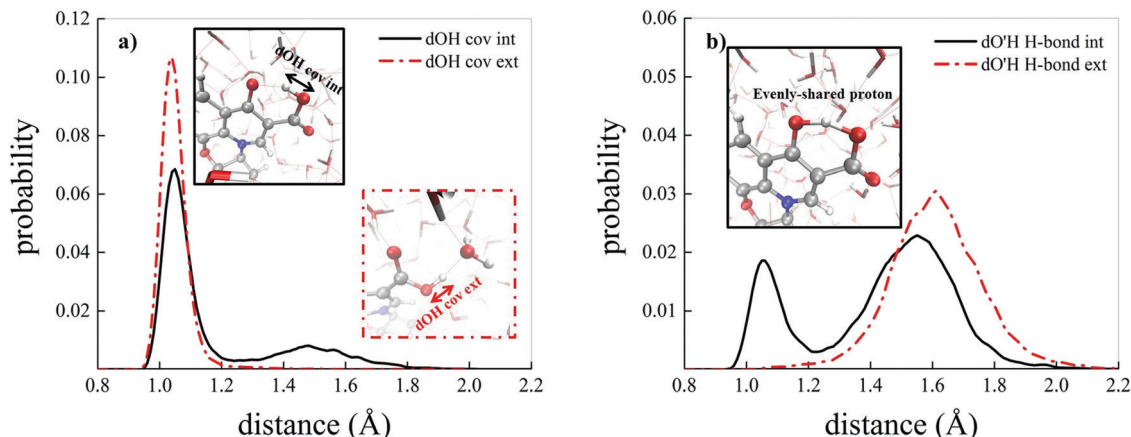 a)
dOH cov int
dOH cov ext
0.12
0.10
0.08
0.06
0.04
0.02
probability
dOH cov int
dOH cov ext
0.8 1.0 1.2 1.4 1.6 1.8 2.0 2.2
distance (Å)
b)
dO'H H-bond int
dO'H H-bond ext
0.06
0.05
0.04
0.03
0.02
0.01
probability
Evenly-shared proton
0.8 1.0 1.2 1.4 1.6 1.8 2.0 2.2
distance (Å)